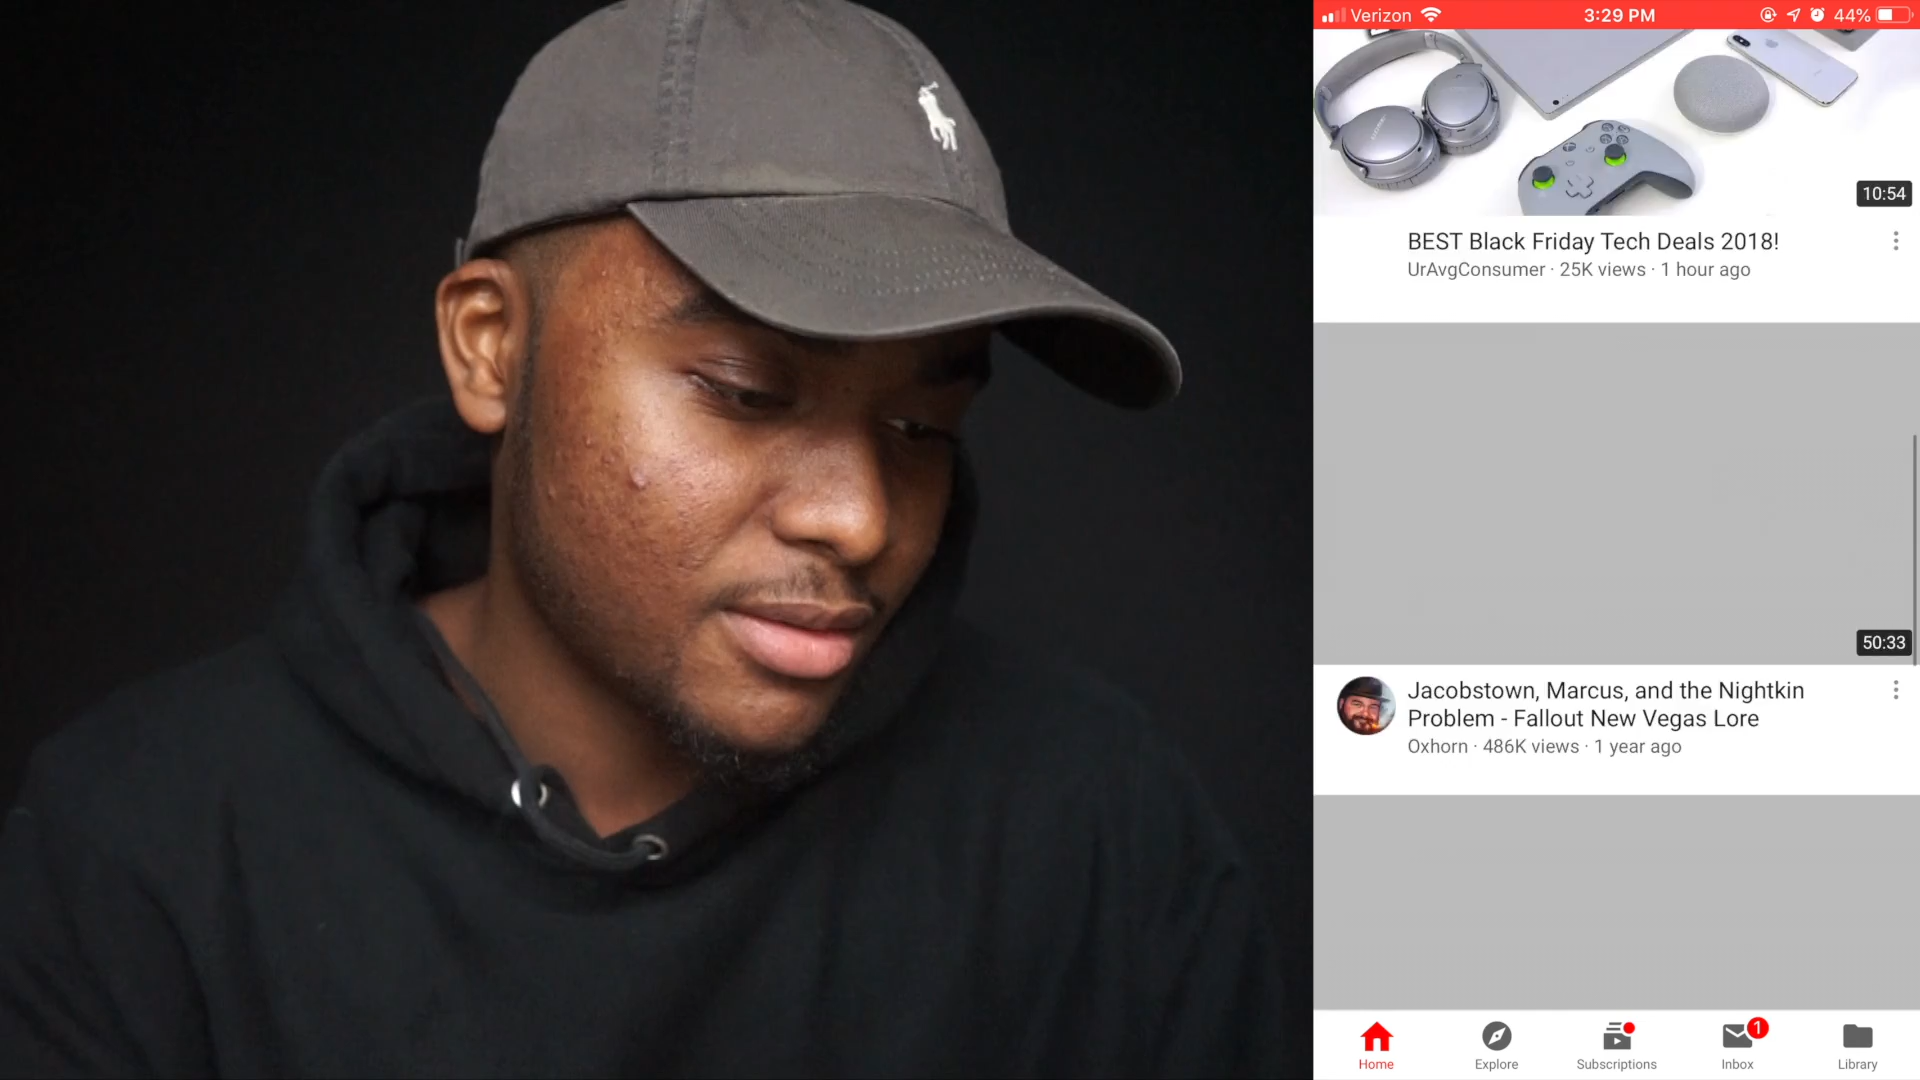 Verizon 3:29 PM 44%
10:54
BEST Black Friday Tech Deals 2018!
UrAvgConsumer · 25K views · 1 hour ago
50:33
Jacobstown, Marcus, and the Nightkin
Problem - Fallout New Vegas Lore
Oxhorn · 486K views · 1 year ago
1
Home Explore Subscriptions Inbox Library